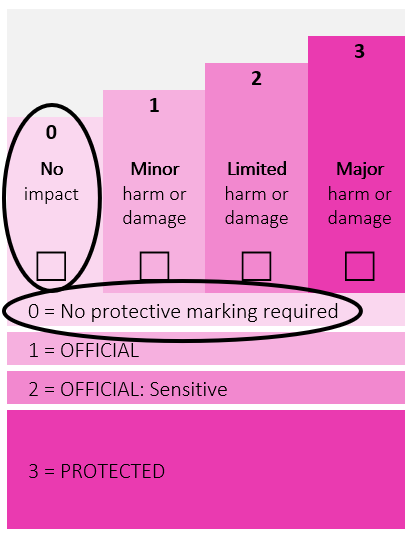 0
No
impact
1
Minor
harm or
damage
2
Limited
harm or
damage
3
Major
harm or
damage
0 = No protective marking required
1 = OFFICIAL
2 = OFFICIAL: Sensitive
3 = PROTECTED